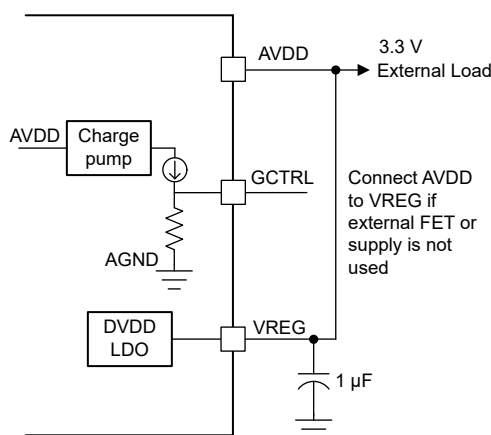 AVDD
3.3 V
External Load
AVDD
Charge
pump
GCTRL
AGND
Connect AVDD
to VREG if
external FET or
supply is not
used
DVDD
LDO
VREG
1 µF